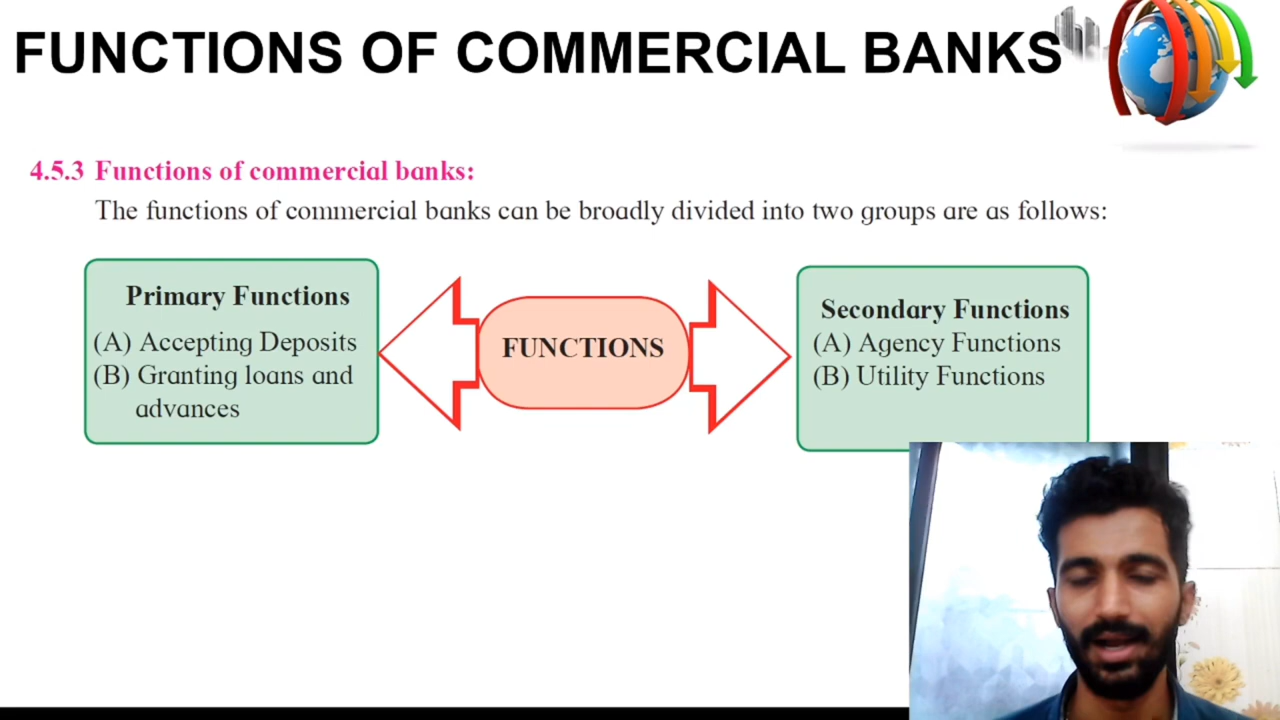 FUNCTIONS OF COMMERCIAL BANKS
4.5.3 Functions of commercial banks:
The functions of commercial banks can be broadly divided into two groups are as follows:
Primary Functions
(A) Accepting Deposits
(B) Granting loans and
advances
FUNCTIONS
Secondary Functions
(A) Agency Functions
(B) Utility Functions